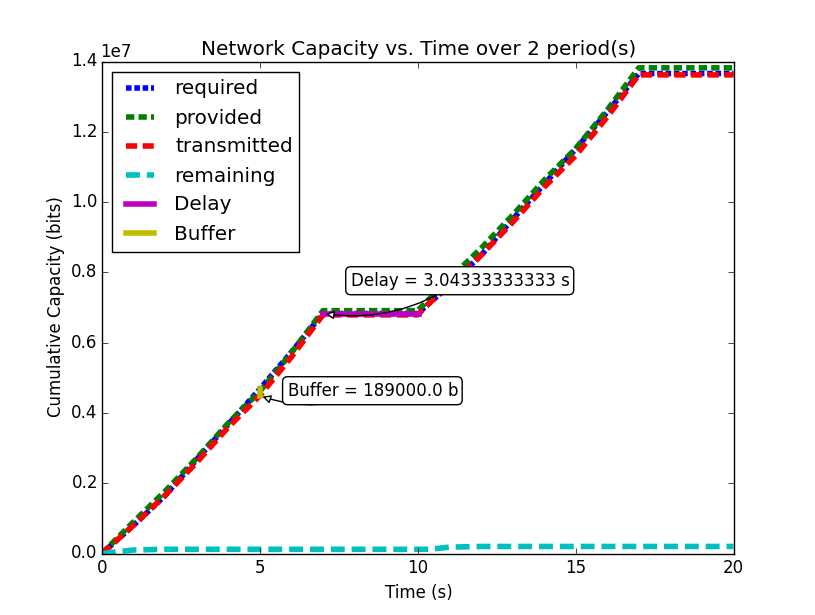 Network Capacity vs. Time over 2 period(s)
1e7
1.4
1.2
1.0
0.8
0.6
0.4
0.2
0.0
Cumulative Capacity (bits)
required
provided
transmitted
remaining
Delay
Buffer
Delay = 3.04333333333 s
Buffer = 189000.0 b
0
5
10
15
20
Time (s)